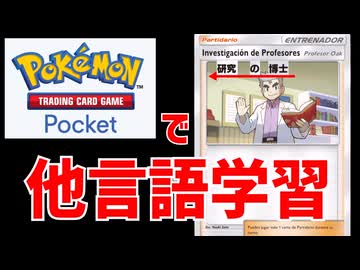 POKÉMON
TRADING CARD GAME
Pocket
で
他言語学習
Partidario
ENTRENADOR
Investigación de Profesores
Profesor Oak
研究 の 博士